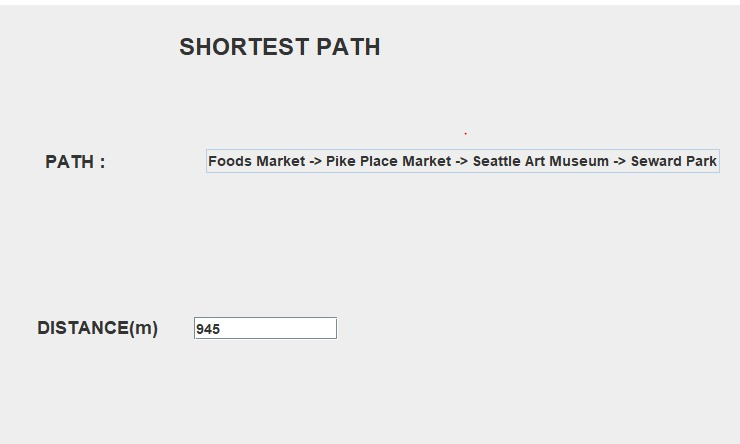 SHORTEST PATH
PATH :
Foods Market -> Pike Place Market -> Seattle Art Museum -> Seward Park
DISTANCE(m)
945